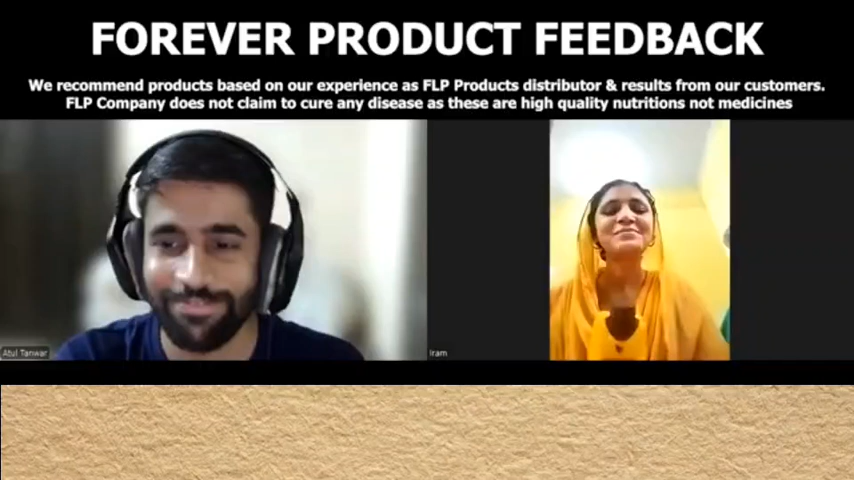 FOREVER PRODUCT FEEDBACK
We recommend products based on our experience as FLP Products distributor & results from our customers.
FLP Company does not claim to cure any disease as these are high quality nutritions not medicines
Atul Tanwar
Iram